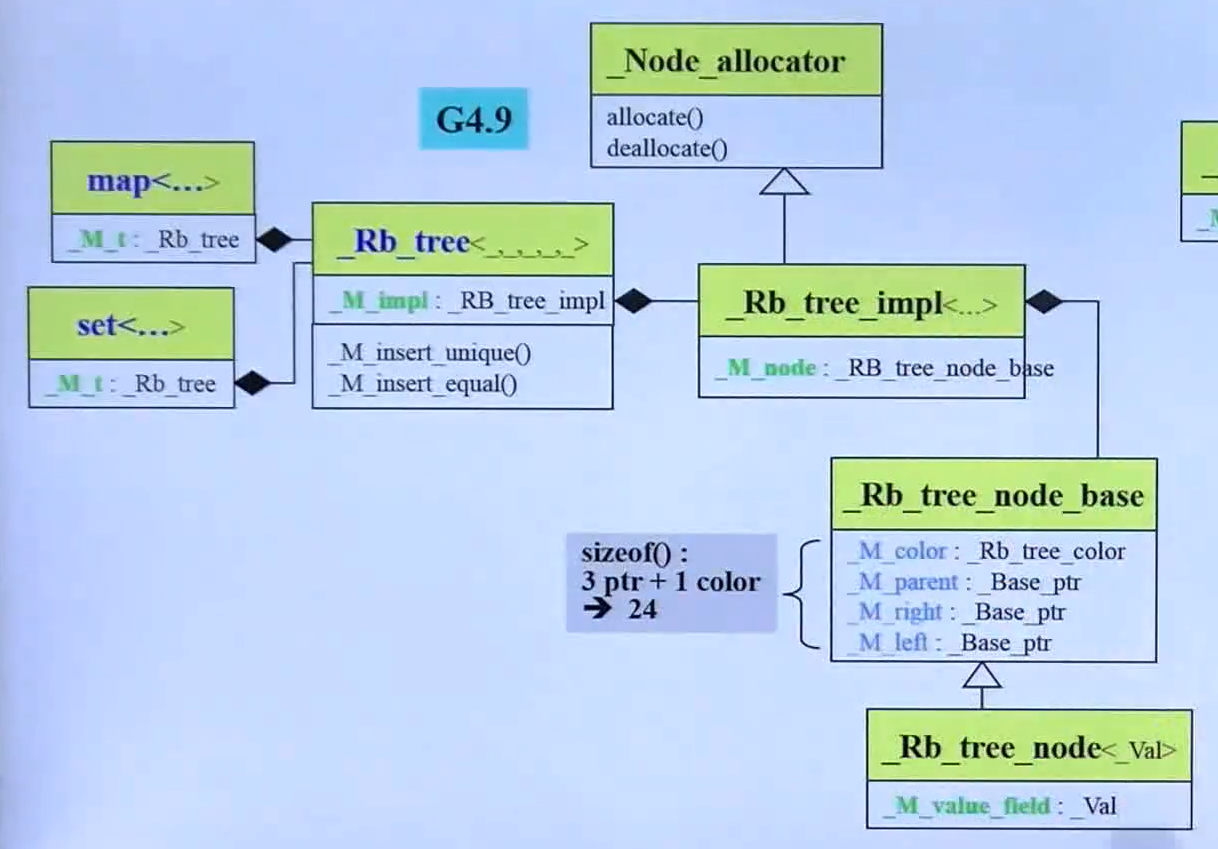 _Node_allocator
allocate()
deallocate()
G4.9
map<...>
_M_t : _Rb_tree
set<...>
_M_t : _Rb_tree
_Rb_tree<_,_,_,_,_>
_M_impl : _RB_tree_impl
_M_insert_unique()
_M_insert_equal()
_Rb_tree_impl<...>
_M_node : _RB_tree_node_base
_Rb_tree_node_base
_M_color : _Rb_tree_color
_M_parent : _Base_ptr
_M_right : _Base_ptr
_M_left : _Base_ptr
sizeof() :
3 ptr + 1 color
➔ 24
_Rb_tree_node<_Val>
_M_value_field : _Val